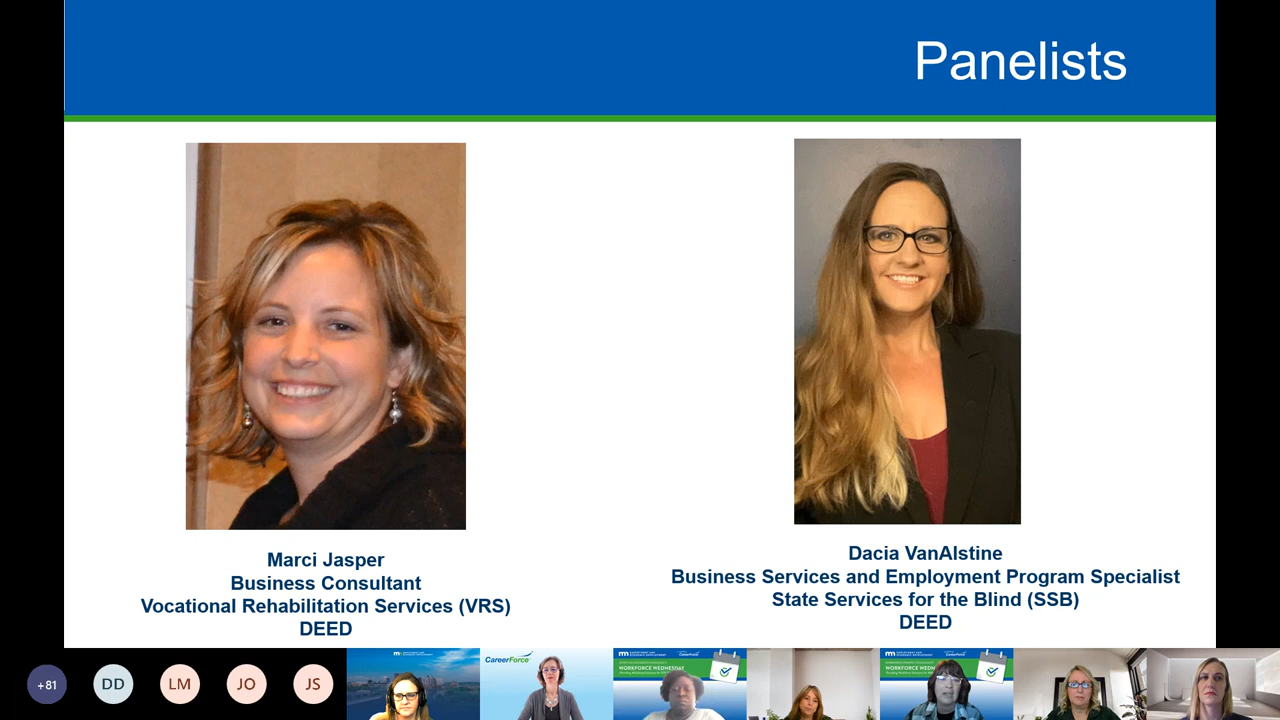 Panelists
Marci Jasper
Business Consultant
Vocational Rehabilitation Services (VRS)
DEED
Dacia VanAlstine
Business Services and Employment Program Specialist
State Services for the Blind (SSB)
DEED
+81
DD
LM
JO
JS
CareerForce
WORKFORCE WEDNESDAY
WORKFORCE WEDNESDAY